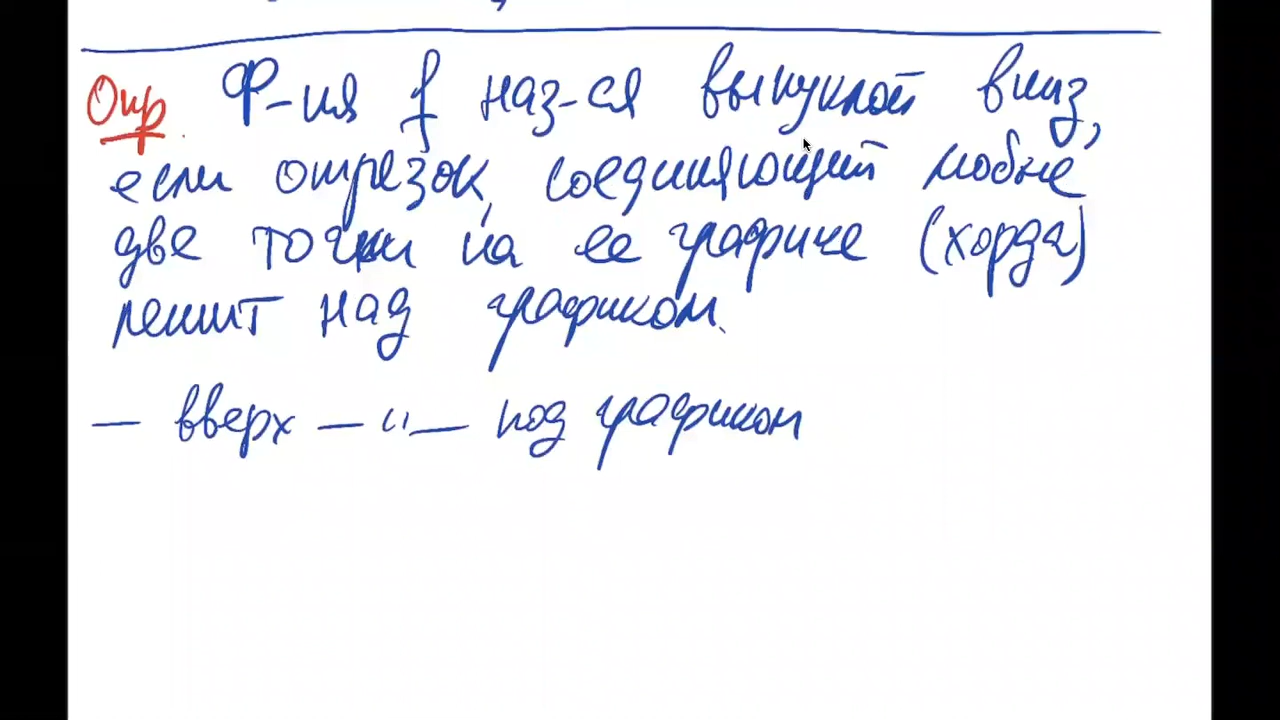 Опр. Ф-ия f наз-ся выпуклой вниз,
если отрезок, соединяющий любые
две точки на ее графике (хорда)
лежит над графиком.
— вверх — " — под графиком